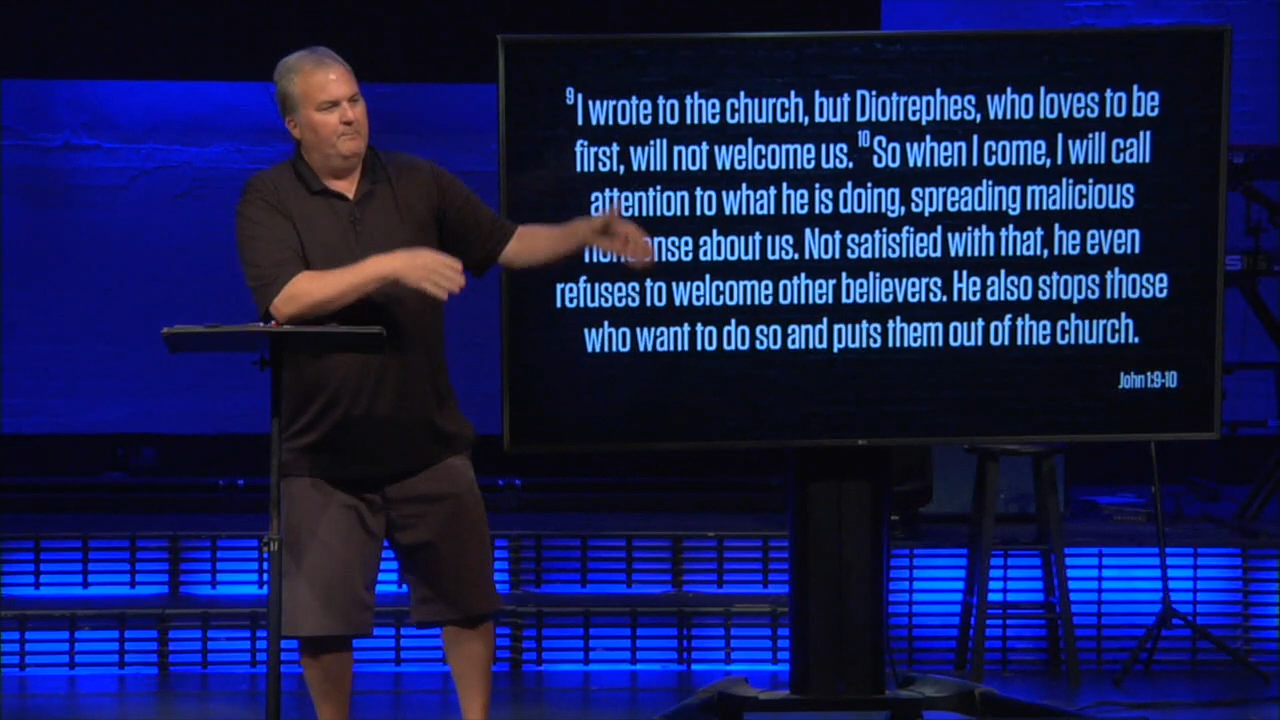 ⁹I wrote to the church, but Diotrephes, who loves to be
first, will not welcome us. ¹⁰So when I come, I will call
attention to what he is doing, spreading malicious
about us. Not satisfied with that, he even
refuses to welcome other believers. He also stops those
who want to do so and puts them out of the church.
John 1:9-10